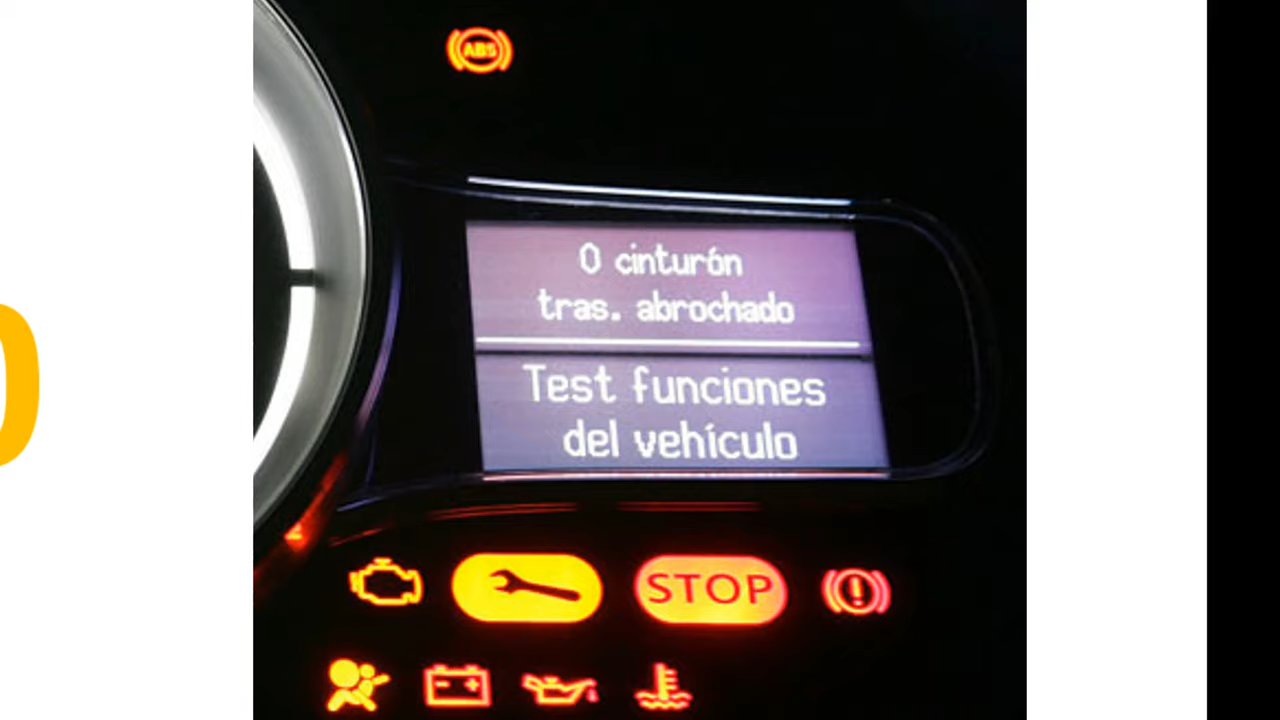 ABS
0 cinturón
tras. abrochado
Test funciones
del vehículo
STOP